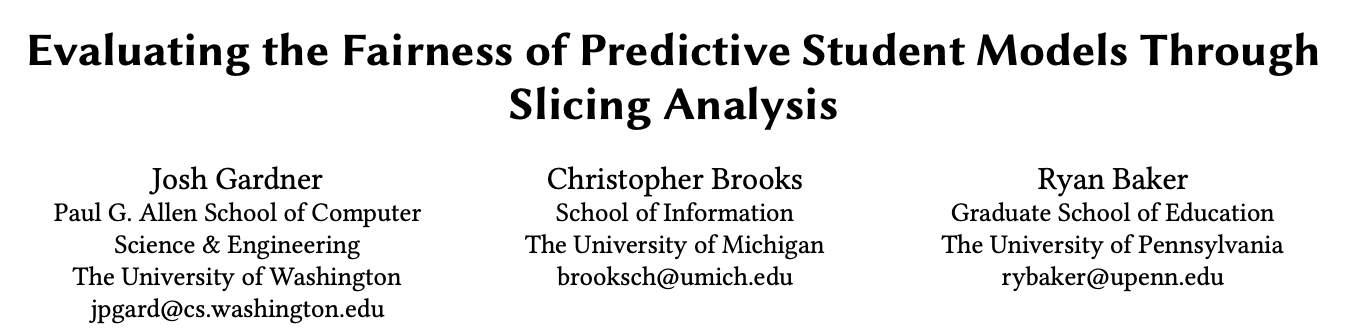 Evaluating the Fairness of Predictive Student Models Through
Slicing Analysis
Josh Gardner
Paul G. Allen School of Computer
Science & Engineering
The University of Washington
jpgard@cs.washington.edu
Christopher Brooks
School of Information
The University of Michigan
brooksch@umich.edu
Ryan Baker
Graduate School of Education
The University of Pennsylvania
rybaker@upenn.edu